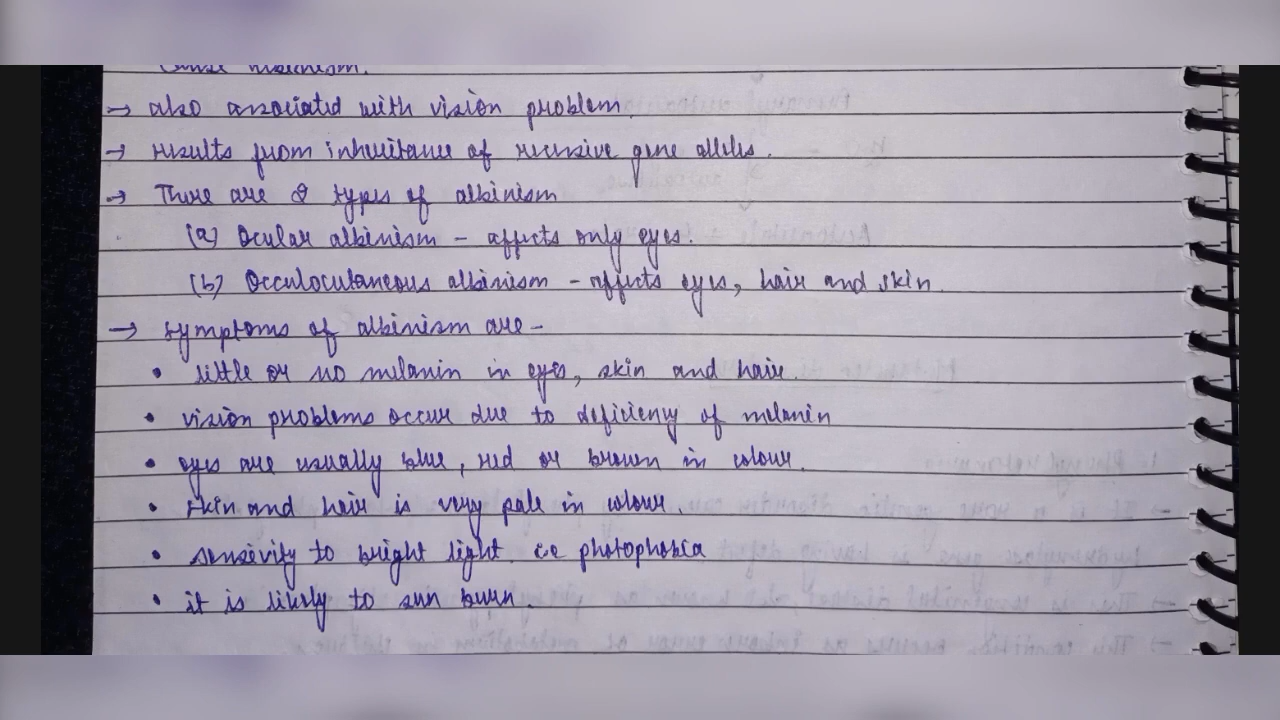 cause albinism.
→ also associated with vision problem.
→ results from inheritance of recessive gene alleles.
→ There are 2 types of albinism
(a) Ocular albinism - affects only eyes.
(b) Occulocutaneous albinism - affects eyes, hair and skin.
→ symptoms of albinism are -
• little or no melanin in eyes, skin and hair.
• vision problems occur due to deficieny of melanin
• eyes are usually blue, red or brown in colour.
• skin and hair is very pale in colour.
• sensivity to bright light. ie photophobia
• it is likely to sun burn.